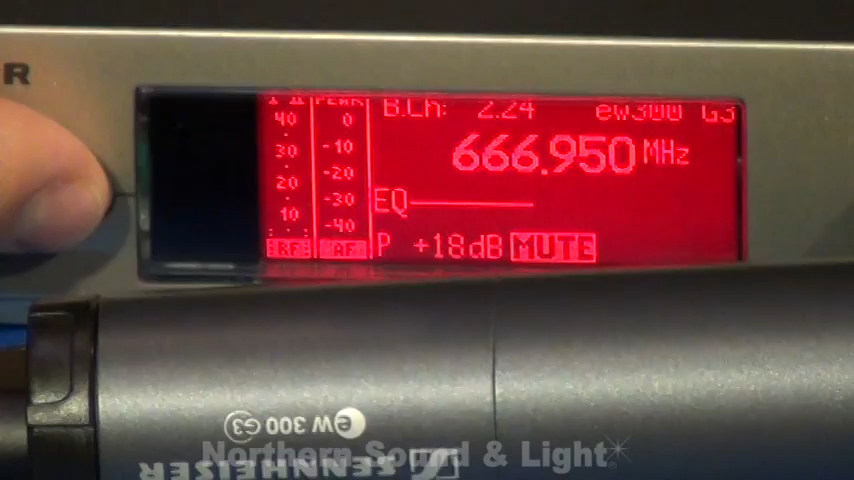 R
I II PEAK B.Ch: 2.24 ew300 G3
40 0
30 -10
666.950 MHz
20 -20
-30
EQ
10 -40
RF AF P +18dB MUTE
ew 300 G3
SENNHEISER
Northern Sound & Light